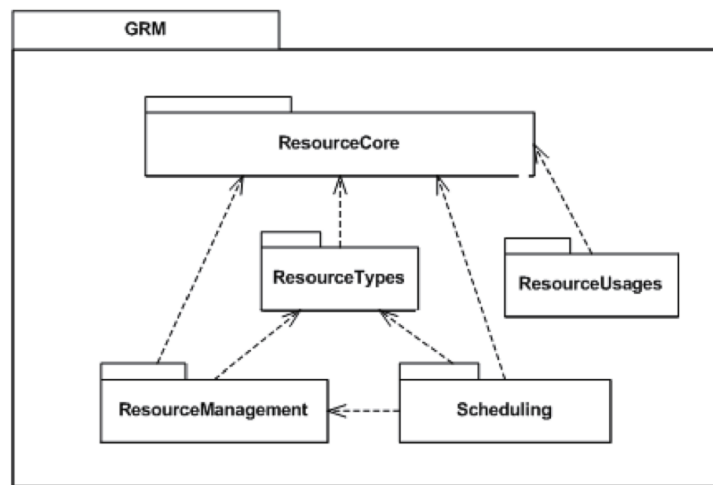 GRM
ResourceCore
ResourceTypes
ResourceUsages
ResourceManagement
Scheduling